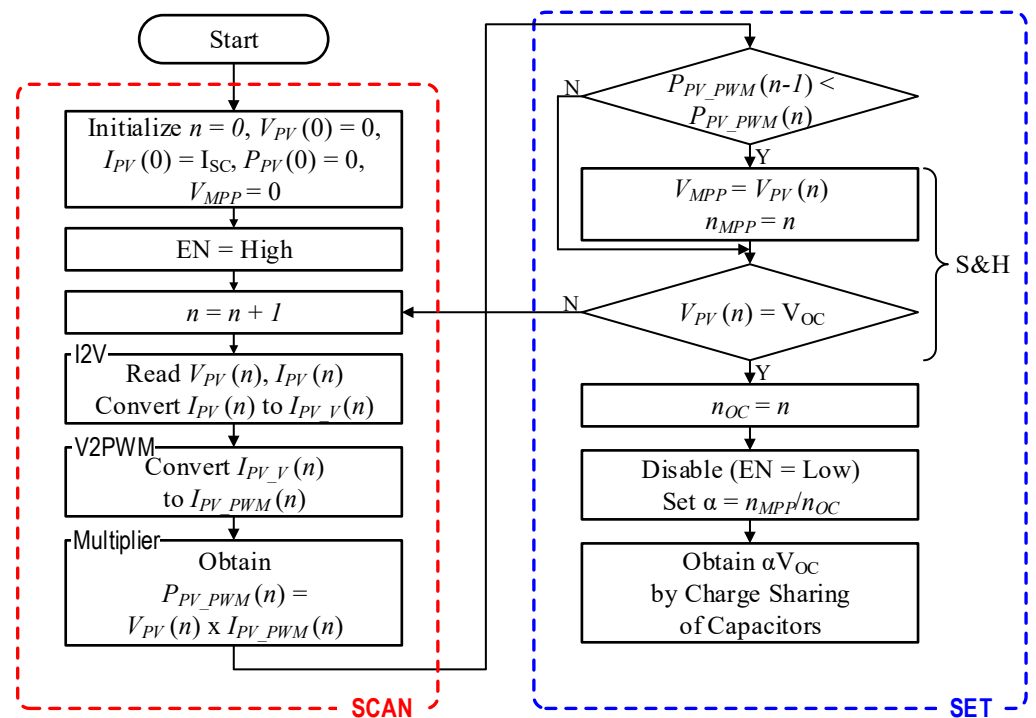 Start
Initialize n = 0, V_PV(0) = 0,
I_PV(0) = I_SC, P_PV(0) = 0,
V_MPP = 0
EN = High
n = n + 1
I2V
Read V_PV(n), I_PV(n)
Convert I_PV(n) to I_PV_V(n)
V2PWM
Convert I_PV_V(n)
to I_PV_PWM(n)
Multiplier
Obtain
P_PV_PWM(n) =
V_PV(n) x I_PV_PWM(n)
SCAN
N
P_PV_PWM(n-1) <
P_PV_PWM(n)
Y
V_MPP = V_PV(n)
n_MPP = n
S&H
N
V_PV(n) = V_OC
Y
n_OC = n
Disable (EN = Low)
Set α = n_MPP/n_OC
Obtain αV_OC
by Charge Sharing
of Capacitors
SET